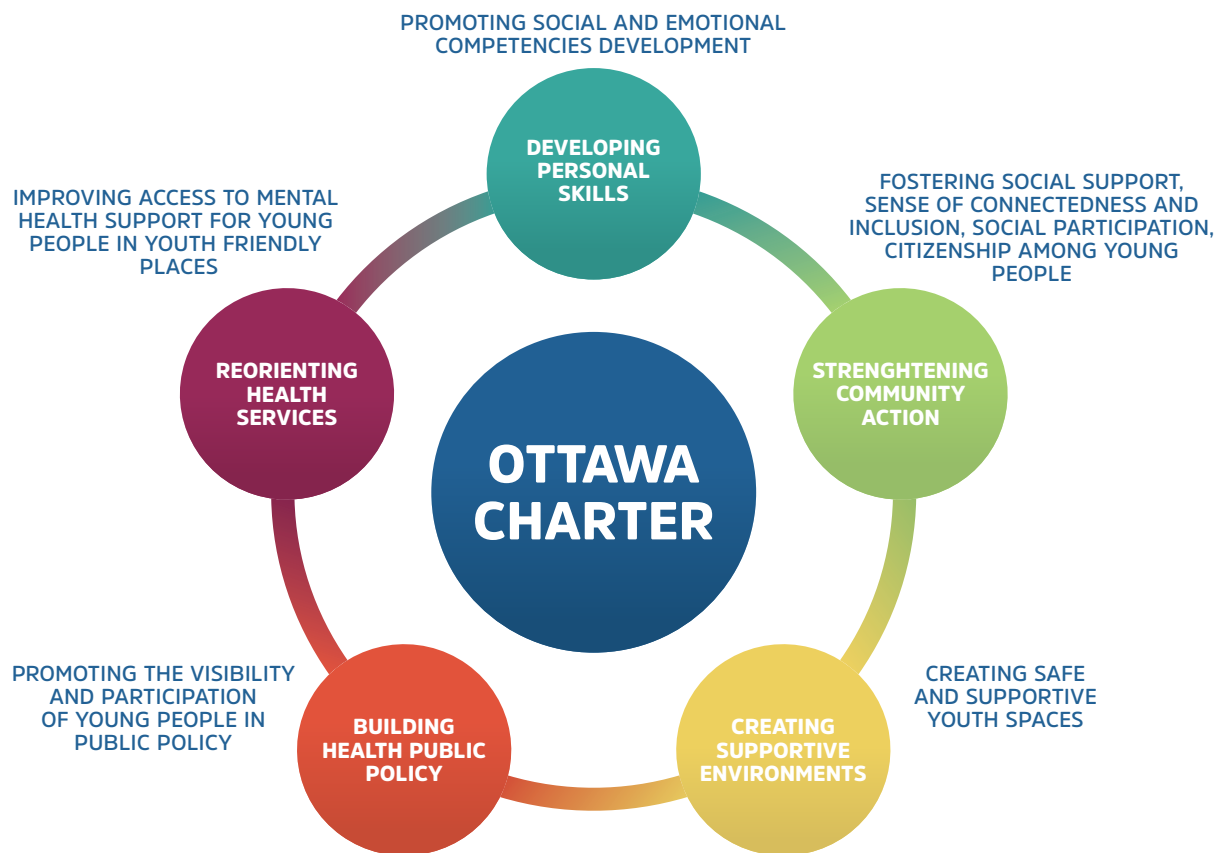 PROMOTING SOCIAL AND EMOTIONAL
COMPETENCIES DEVELOPMENT
DEVELOPING
PERSONAL
SKILLS
IMPROVING ACCESS TO MENTAL
HEALTH SUPPORT FOR YOUNG
PEOPLE IN YOUTH FRIENDLY
PLACES
FOSTERING SOCIAL SUPPORT,
SENSE OF CONNECTEDNESS AND
INCLUSION, SOCIAL PARTICIPATION,
CITIZENSHIP AMONG YOUNG
PEOPLE
REORIENTING
HEALTH
SERVICES
STRENGHTENING
COMMUNITY
ACTION
OTTAWA
CHARTER
PROMOTING THE VISIBILITY
AND PARTICIPATION
OF YOUNG PEOPLE IN
PUBLIC POLICY
BUILDING
HEALTH PUBLIC
POLICY
CREATING
SUPPORTIVE
ENVIRONMENTS
CREATING SAFE
AND SUPPORTIVE
YOUTH SPACES